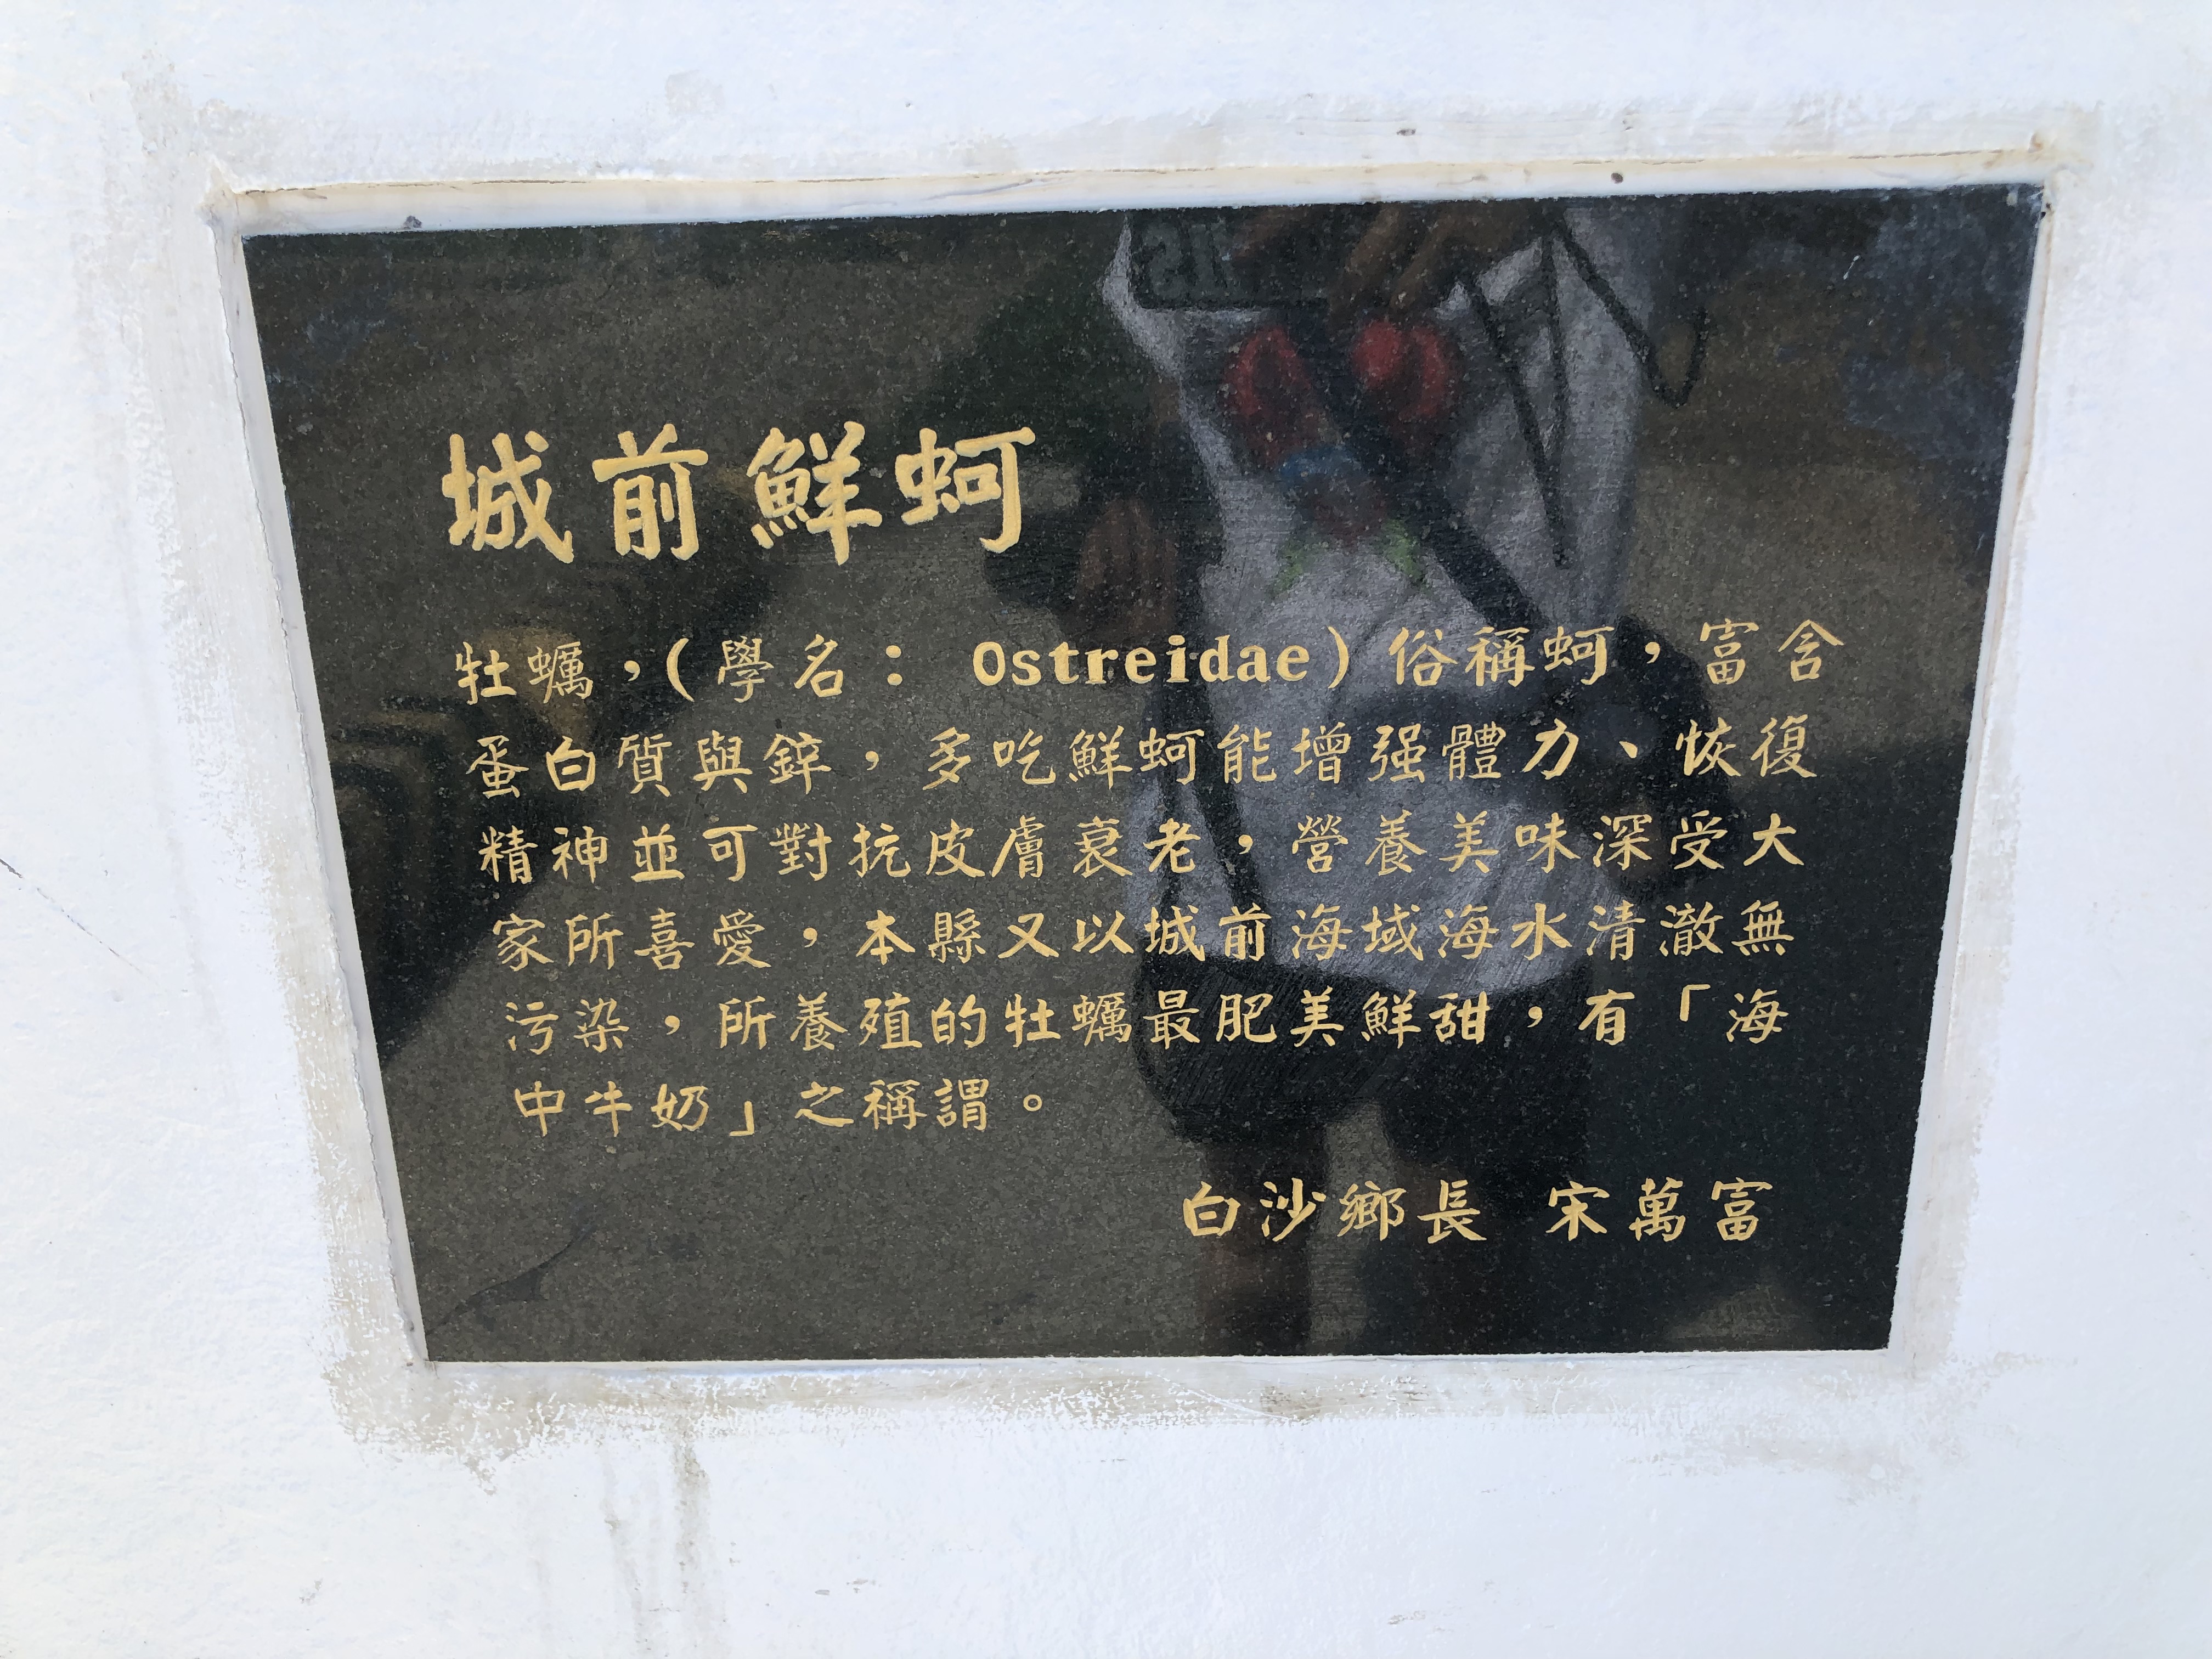 城前鮮蚵
牡蠣，(學名： Ostreidae)俗稱蚵，富含
蛋白質與鋅，多吃鮮蚵能增强體力、恢復
精神並可對抗皮膚衰老，營養美味深受大
家所喜愛，本縣又以城前海域海水清澈無
污染，所養殖的牡蠣最肥美鮮甜，有「海
中牛奶」之稱謂。
白沙鄉長 宋萬富